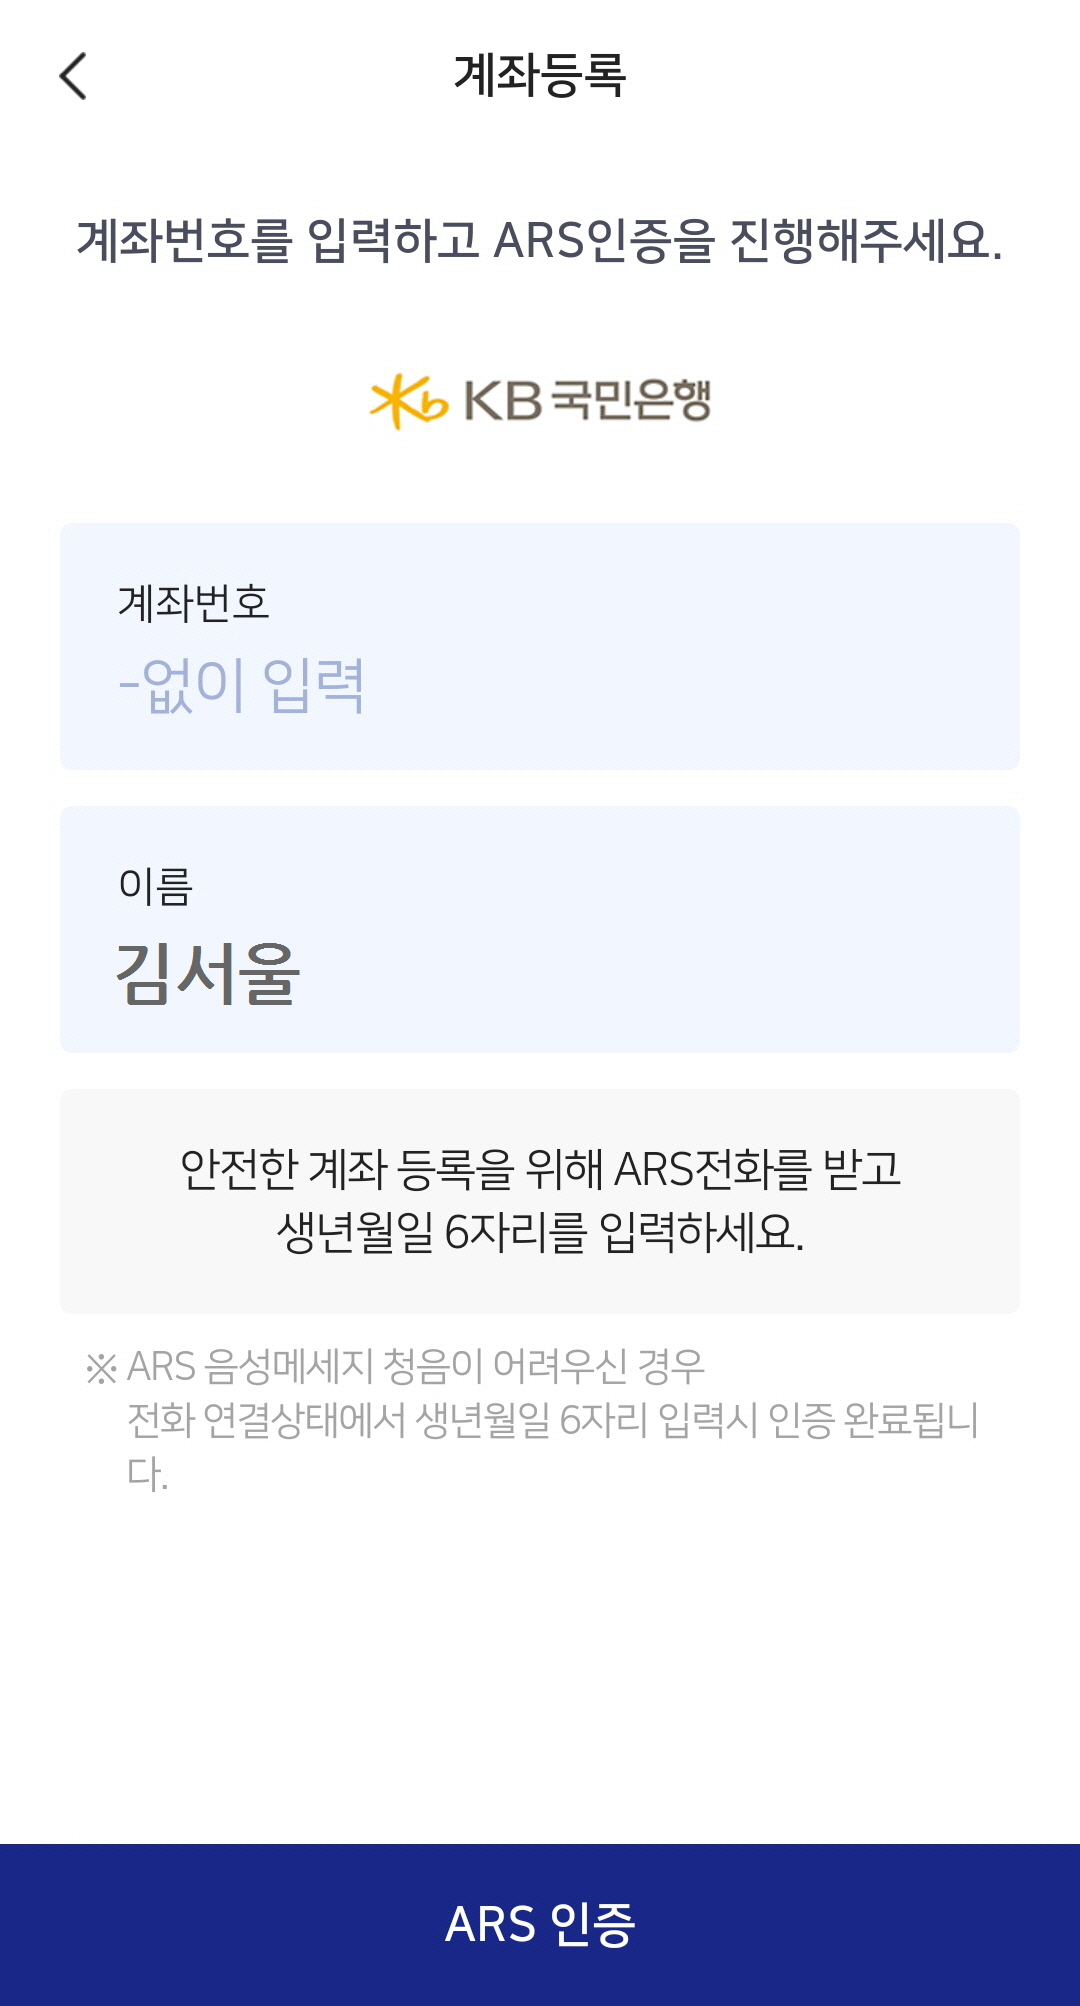 계좌등록
계좌번호를 입력하고 ARS인증을 진행해주세요.
KB 국민은행
계좌번호
-없이 입력
이름
김서울
안전한 계좌 등록을 위해 ARS전화를 받고
생년월일 6자리를 입력하세요.
※ ARS 음성메세지 청음이 어려우신 경우
전화 연결상태에서 생년월일 6자리 입력시 인증 완료됩니
다.
ARS 인증